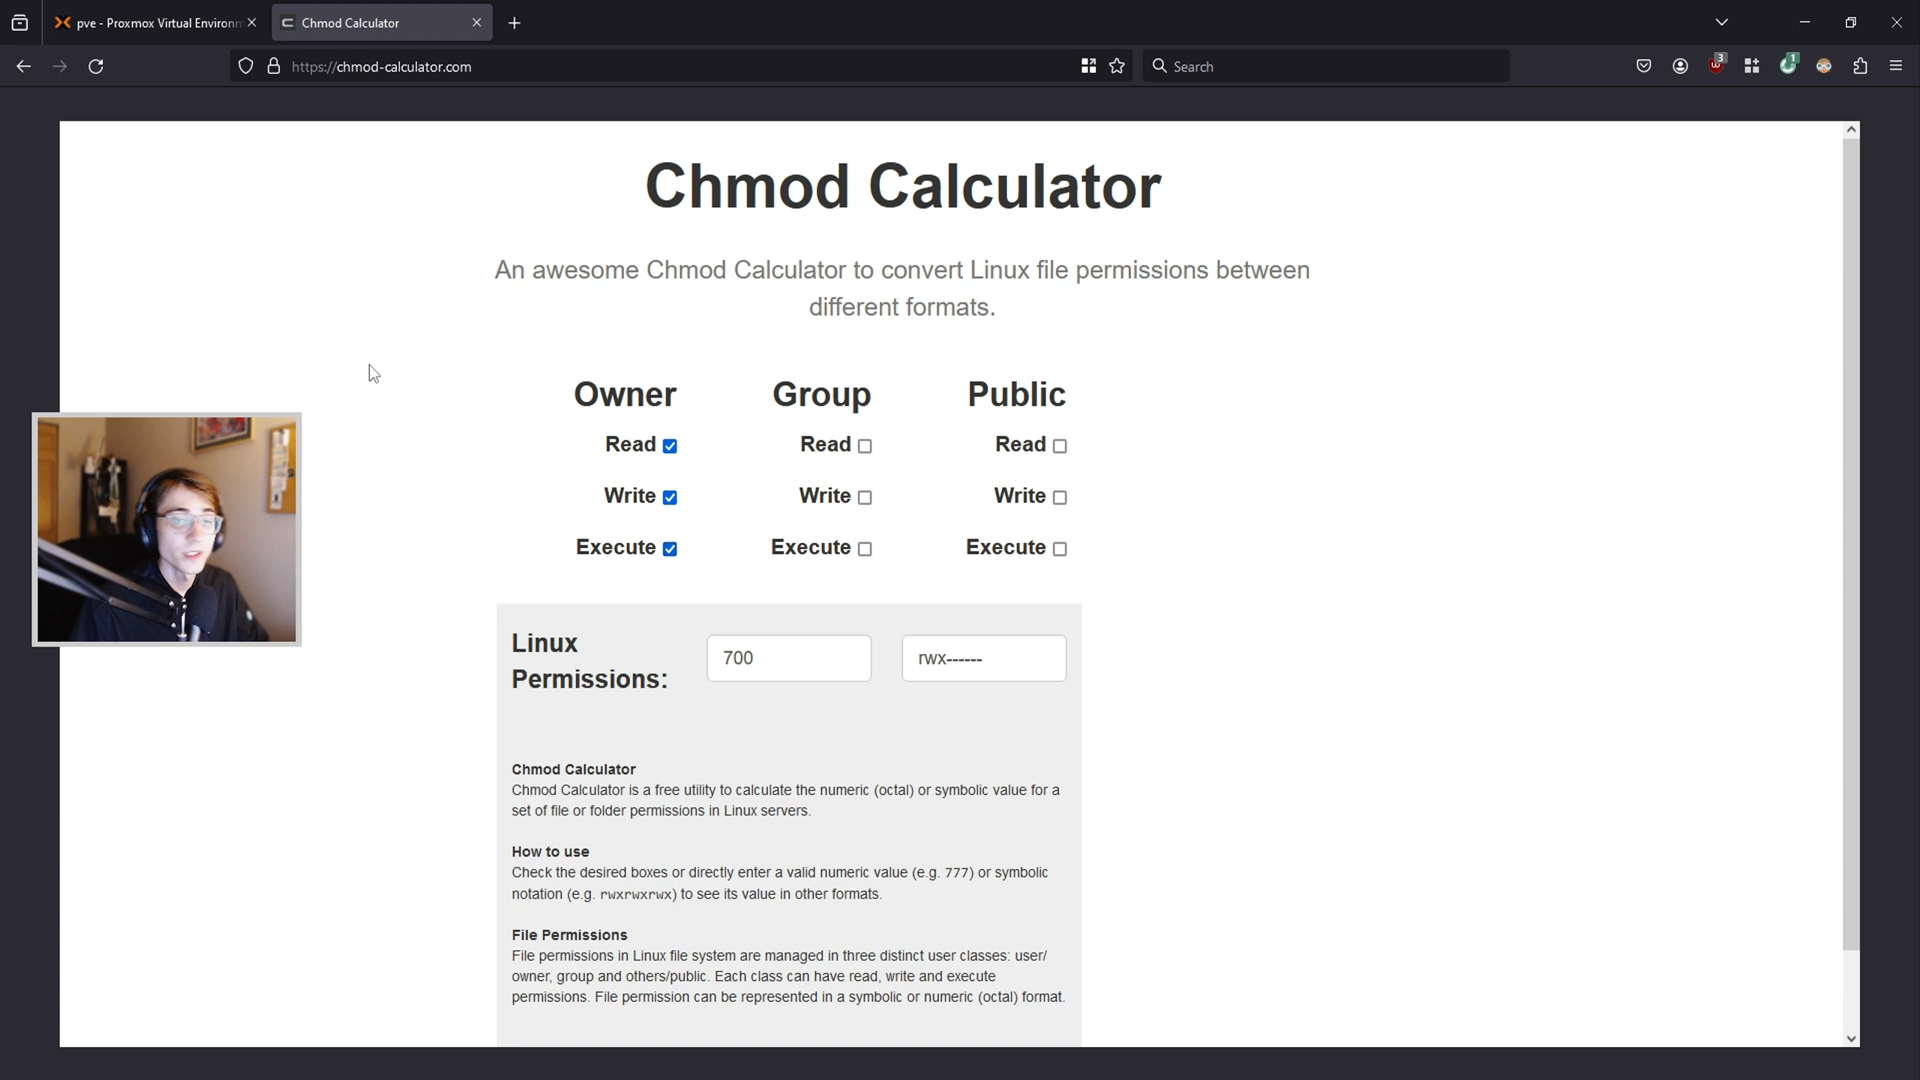 pve - Proxmox Virtual Environm
Chmod Calculator
https://chmod-calculator.com
Search
3
1
Chmod Calculator
An awesome Chmod Calculator to convert Linux file permissions between
different formats.
Owner Group Public
Read Read Read
Write Write Write
Execute Execute Execute
Linux
Permissions:
700
rwx------
Chmod Calculator
Chmod Calculator is a free utility to calculate the numeric (octal) or symbolic value for a
set of file or folder permissions in Linux servers.
How to use
Check the desired boxes or directly enter a valid numeric value (e.g. 777) or symbolic
notation (e.g. rwxrwxrwx) to see its value in other formats.
File Permissions
File permissions in Linux file system are managed in three distinct user classes: user/
owner, group and others/public. Each class can have read, write and execute
permissions. File permission can be represented in a symbolic or numeric (octal) format.